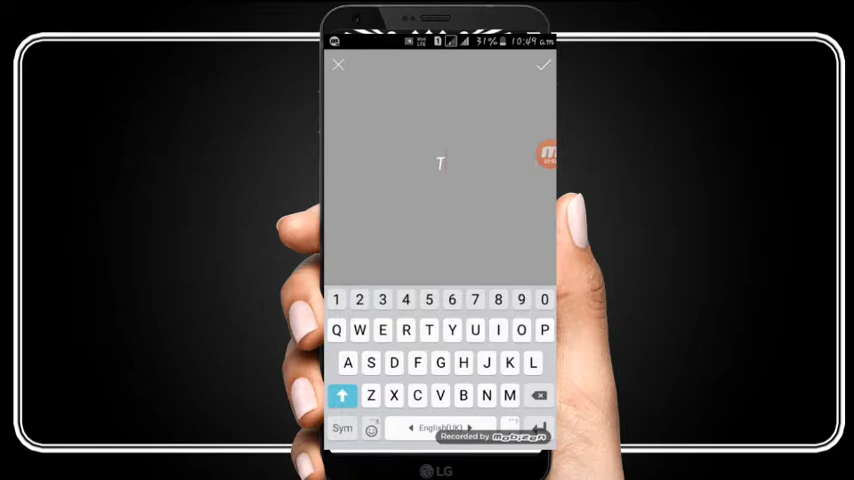 31% 10:49 am
T
1 2 3 4 5 6 7 8 9 0
Q W E R T Y U I O P
A S D F G H J K L
Z X C V B N M
Sym English(UK)
Recorded by mobizen
LG